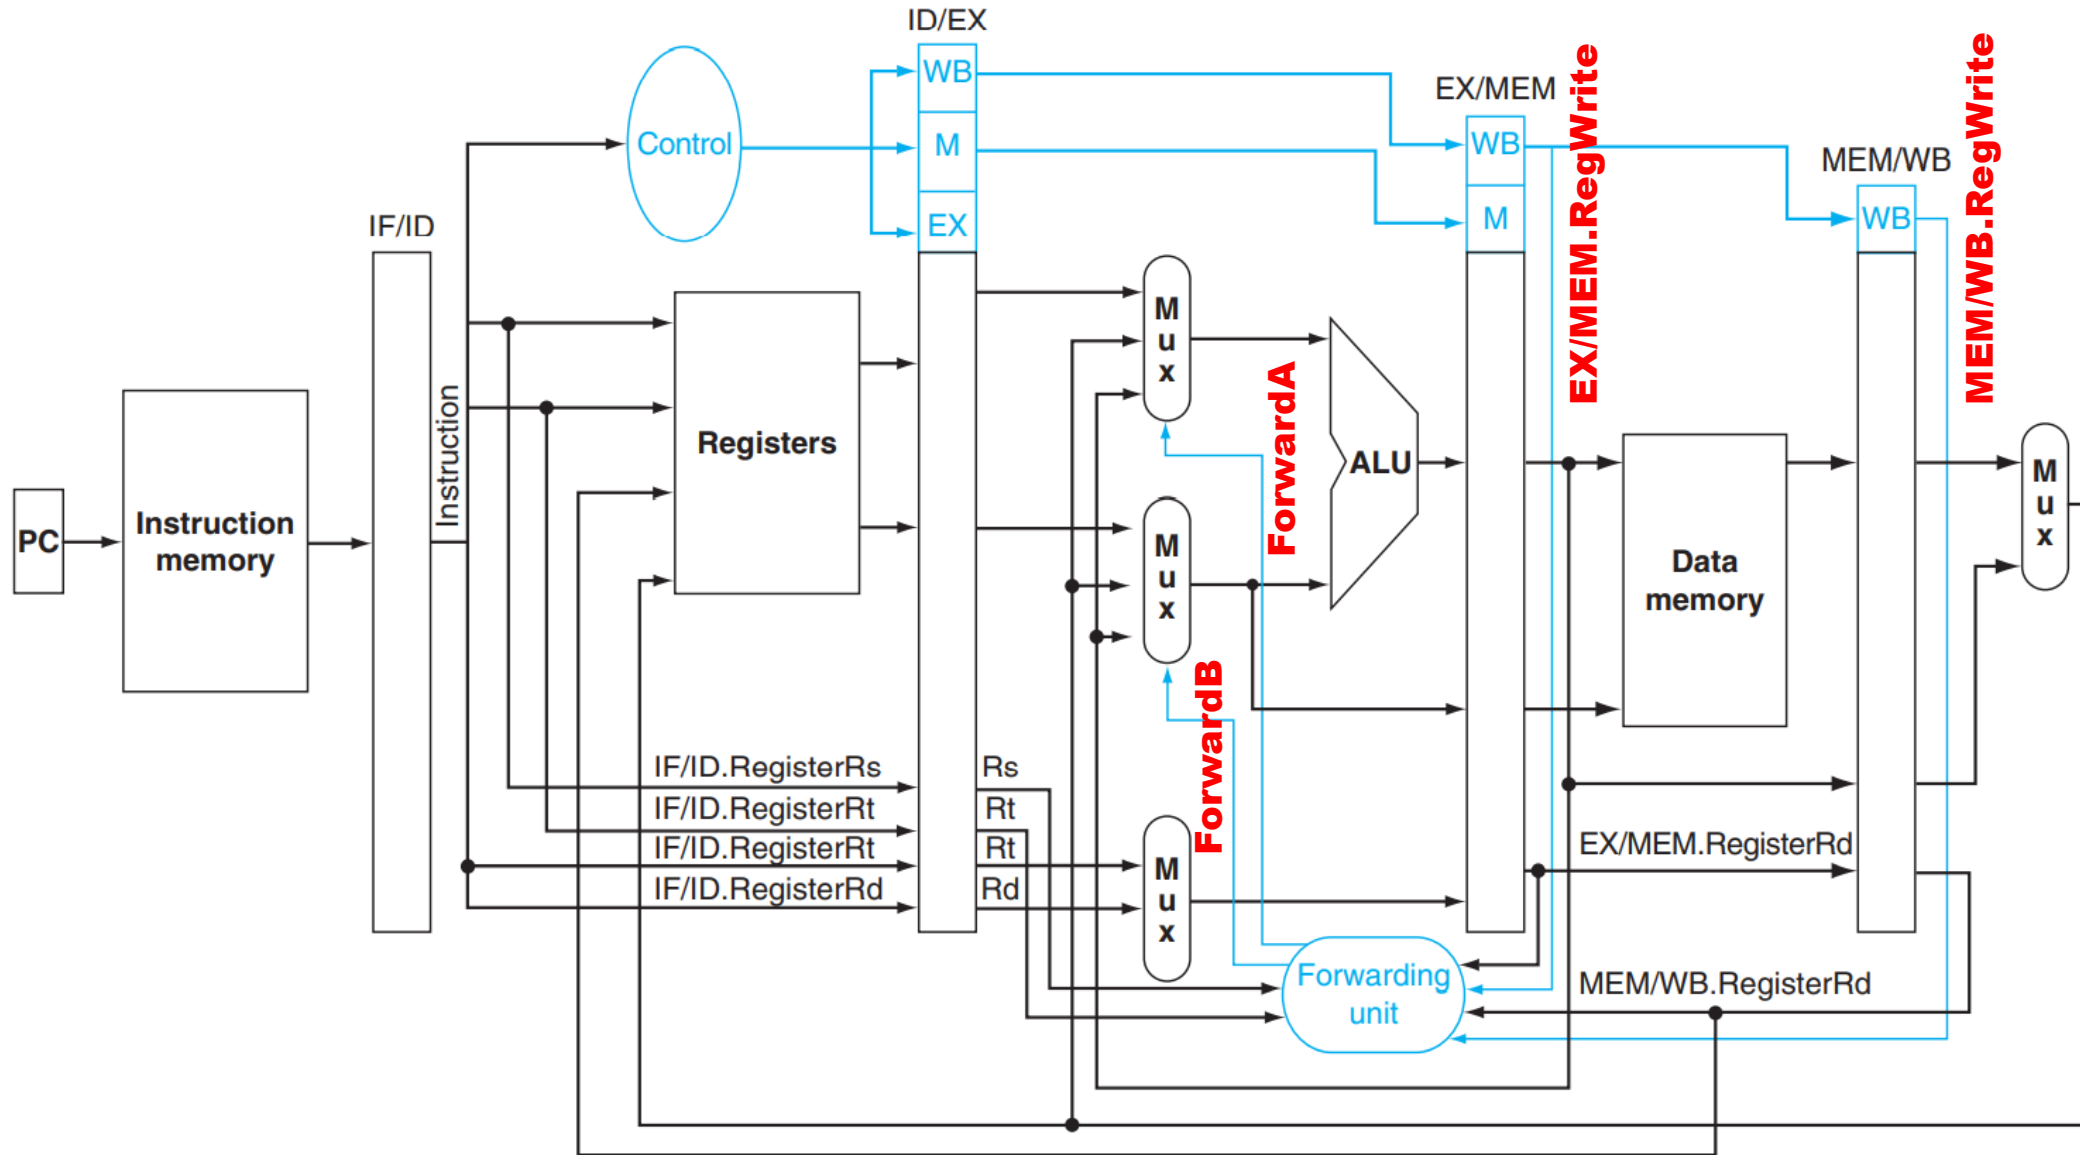 ID/EX
WB
Control
M
EX
EX/MEM
WB
M
EX/MEM.RegWrite
MEM/WB
WB
MEM/WB.RegWrite
IF/ID
Instruction
PC
Instruction
memory
Registers
M
u
x
M
u
x
ForwardA
ALU
Data
memory
M
u
x
ForwardB
IF/ID.RegisterRs
IF/ID.RegisterRt
IF/ID.RegisterRt
IF/ID.RegisterRd
Rs
Rt
Rt
Rd
M
u
x
EX/MEM.RegisterRd
Forwarding
unit
MEM/WB.RegisterRd